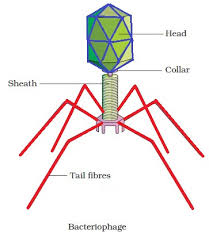 Head
Collar
Sheath
Tail fibres
Bacteriophage